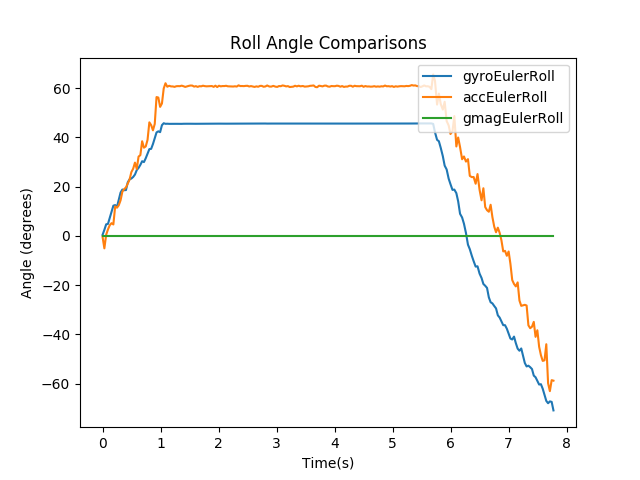 Roll Angle Comparisons
gyroEulerRoll
accEulerRoll
gmagEulerRoll
Angle (degrees)
60
40
20
0
−20
−40
−60
0 1 2 3 4 5 6 7 8
Time(s)